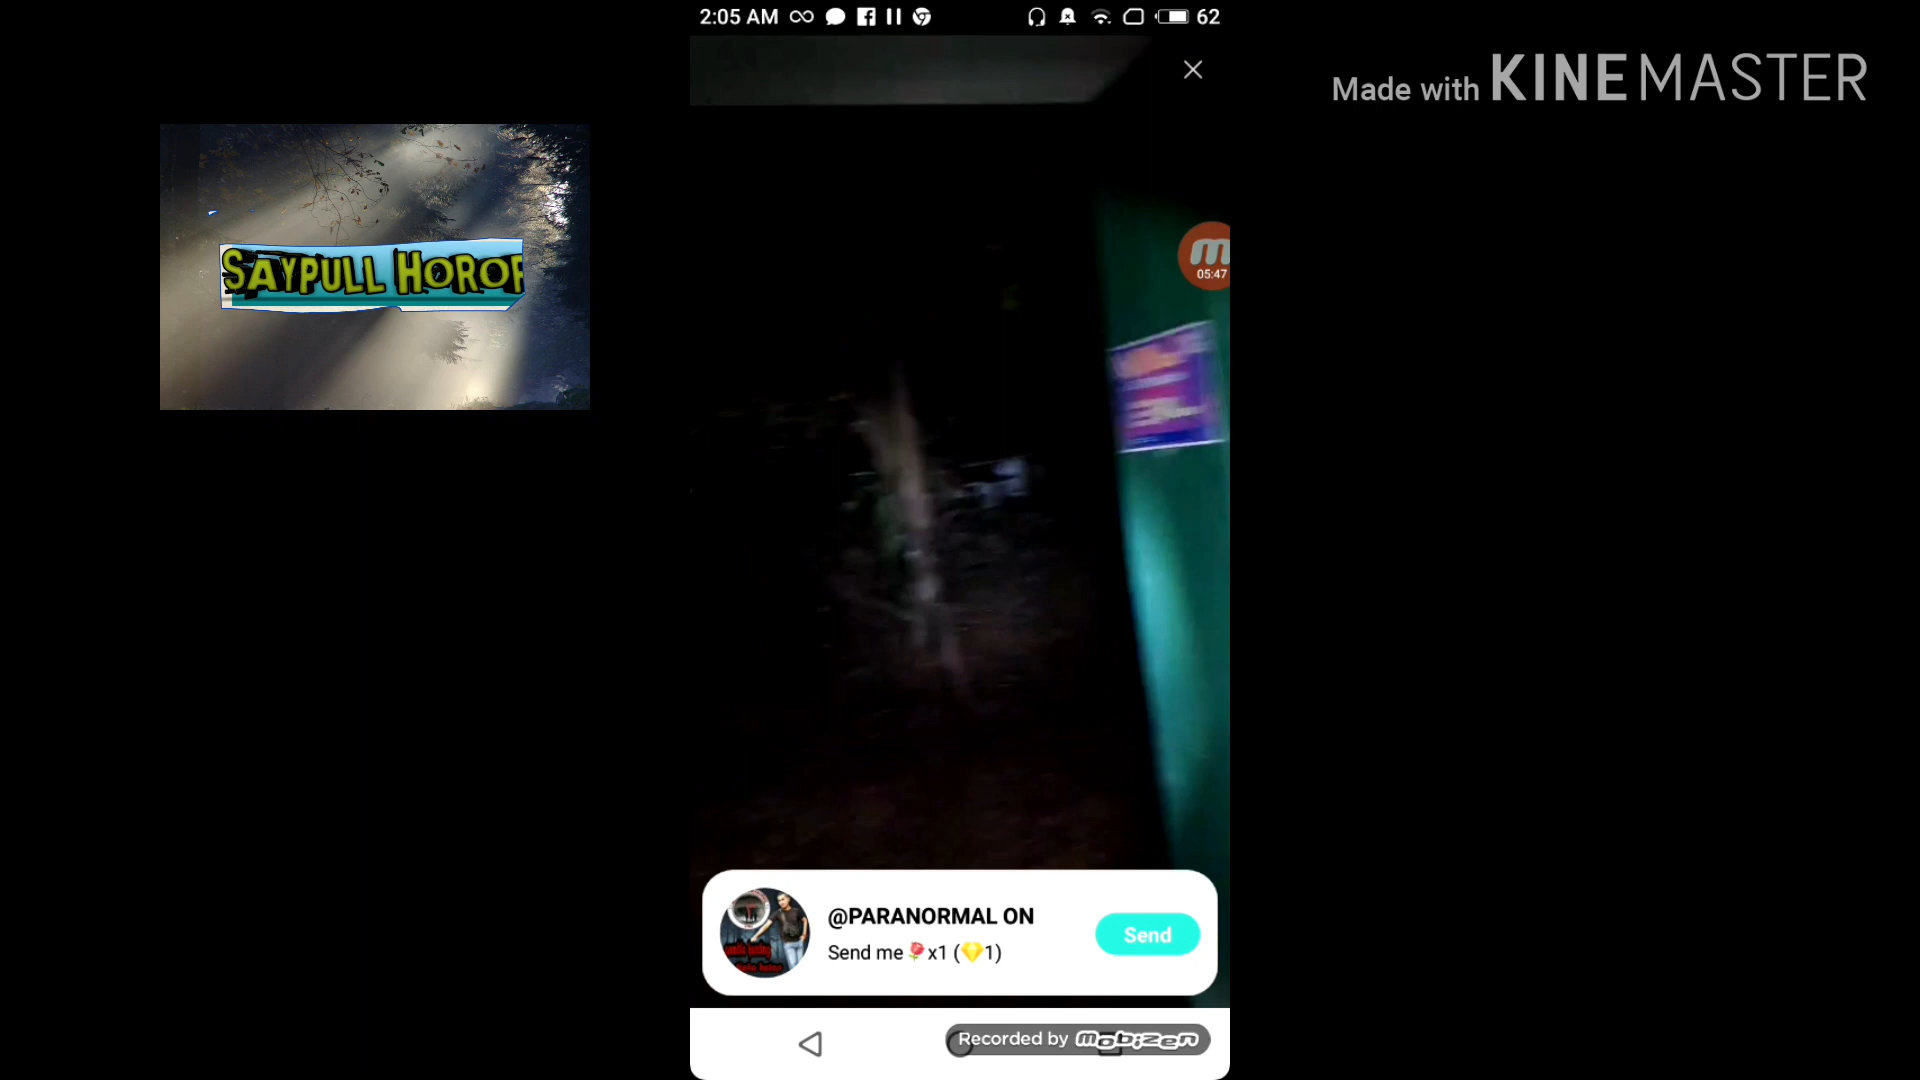 2:05 AM
62
Made with KINEMASTER
SAYPULL HOROR
05:47
@PARANORMAL ON
Send me🌹x1 (💎1)
Send
Recorded by mobizen